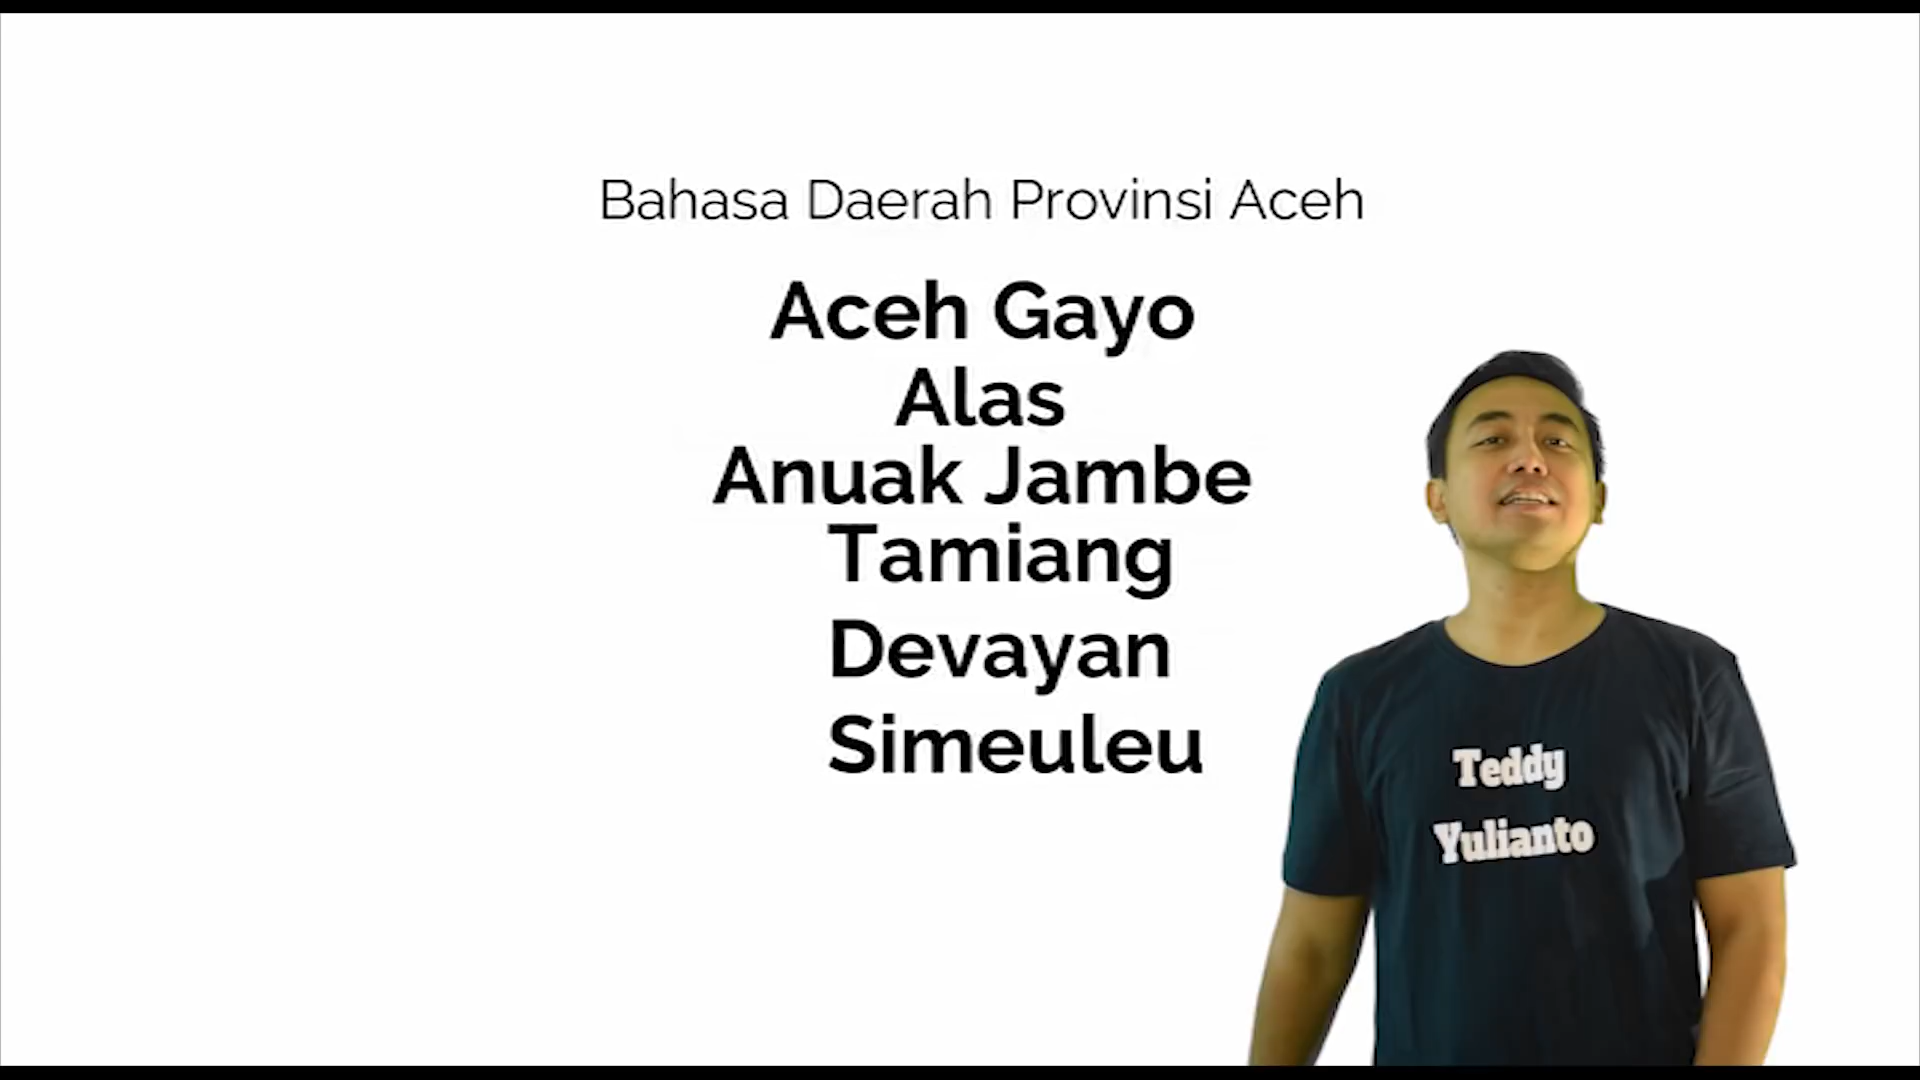 Bahasa Daerah Provinsi Aceh
Aceh Gayo
Alas
Anuak Jambe
Tamiang
Devayan
Simeuleu
Teddy
Yulianto